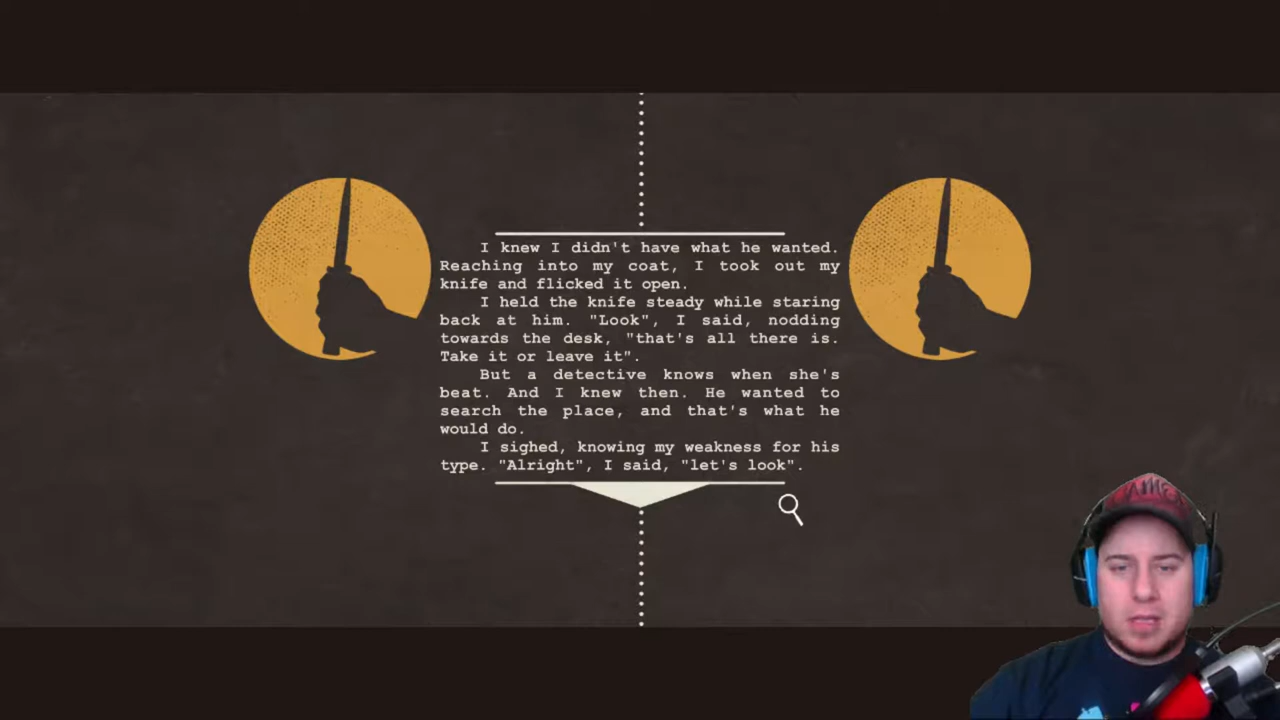 I knew I didn't have what he wanted.
Reaching into my coat, I took out my
knife and flicked it open.
I held the knife steady while staring
back at him. "Look", I said, nodding
towards the desk, "that's all there is.
Take it or leave it".
But a detective knows when she's
beat. And I knew then. He wanted to
search the place, and that's what he
would do.
I sighed, knowing my weakness for his
type. "Alright", I said, "let's look".